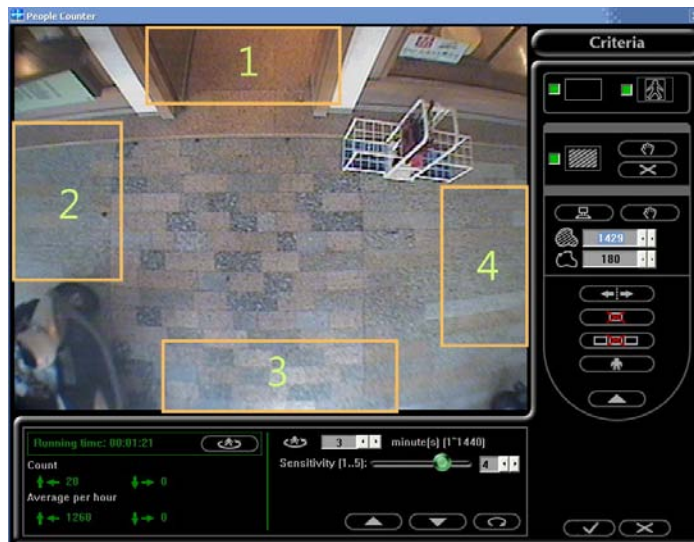 People Counter
Criteria
1
2
4
3
1429
180
Running time: 00:01:21
3 minute(s) (1~1440)
Count
Sensitivity (1..5): 4
20 0
Average per hour
1260 0